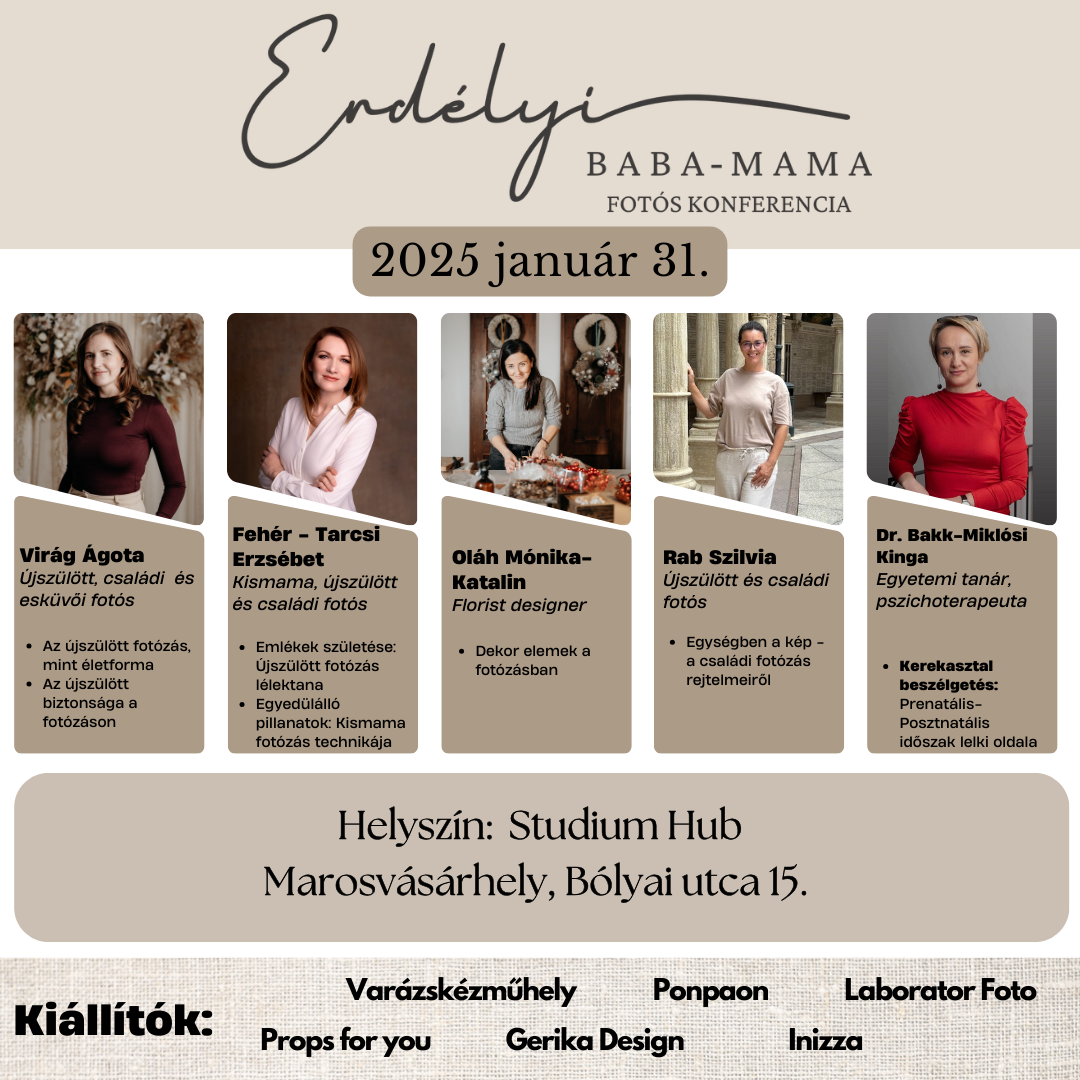 Erdélyi
BABA-MAMA
FOTÓS KONFERENCIA
2025 január 31.
Virág Ágota
Újszülött, családi és
esküvői fotós
• Az újszülött fotózás,
mint életforma
• Az újszülött
biztonsága a
fotózáson
Fehér - Tarcsi
Erzsébet
Kismama, újszülött
és családi fotós
• Emlékek születése:
Újszülött fotózás
lélektana
• Egyedülálló
pillanatok: Kismama
fotózás technikája
Oláh Mónika-
Katalin
Florist designer
• Dekor elemek a
fotózásban
Rab Szilvia
Újszülött és családi
fotós
• Egységben a kép -
a családi fotózás
rejtelmeiről
Dr. Bakk-Miklósi
Kinga
Egyetemi tanár,
pszichoterapeuta
• Kerekasztal
beszélgetés:
Prenatális-
Posztnatális
időszak lelki oldala
Helyszín: Studium Hub
Marosvásárhely, Bólyai utca 15.
Kiállítók:
Varázskézműhely Ponpaon Laborator Foto
Props for you Gerika Design Inizza